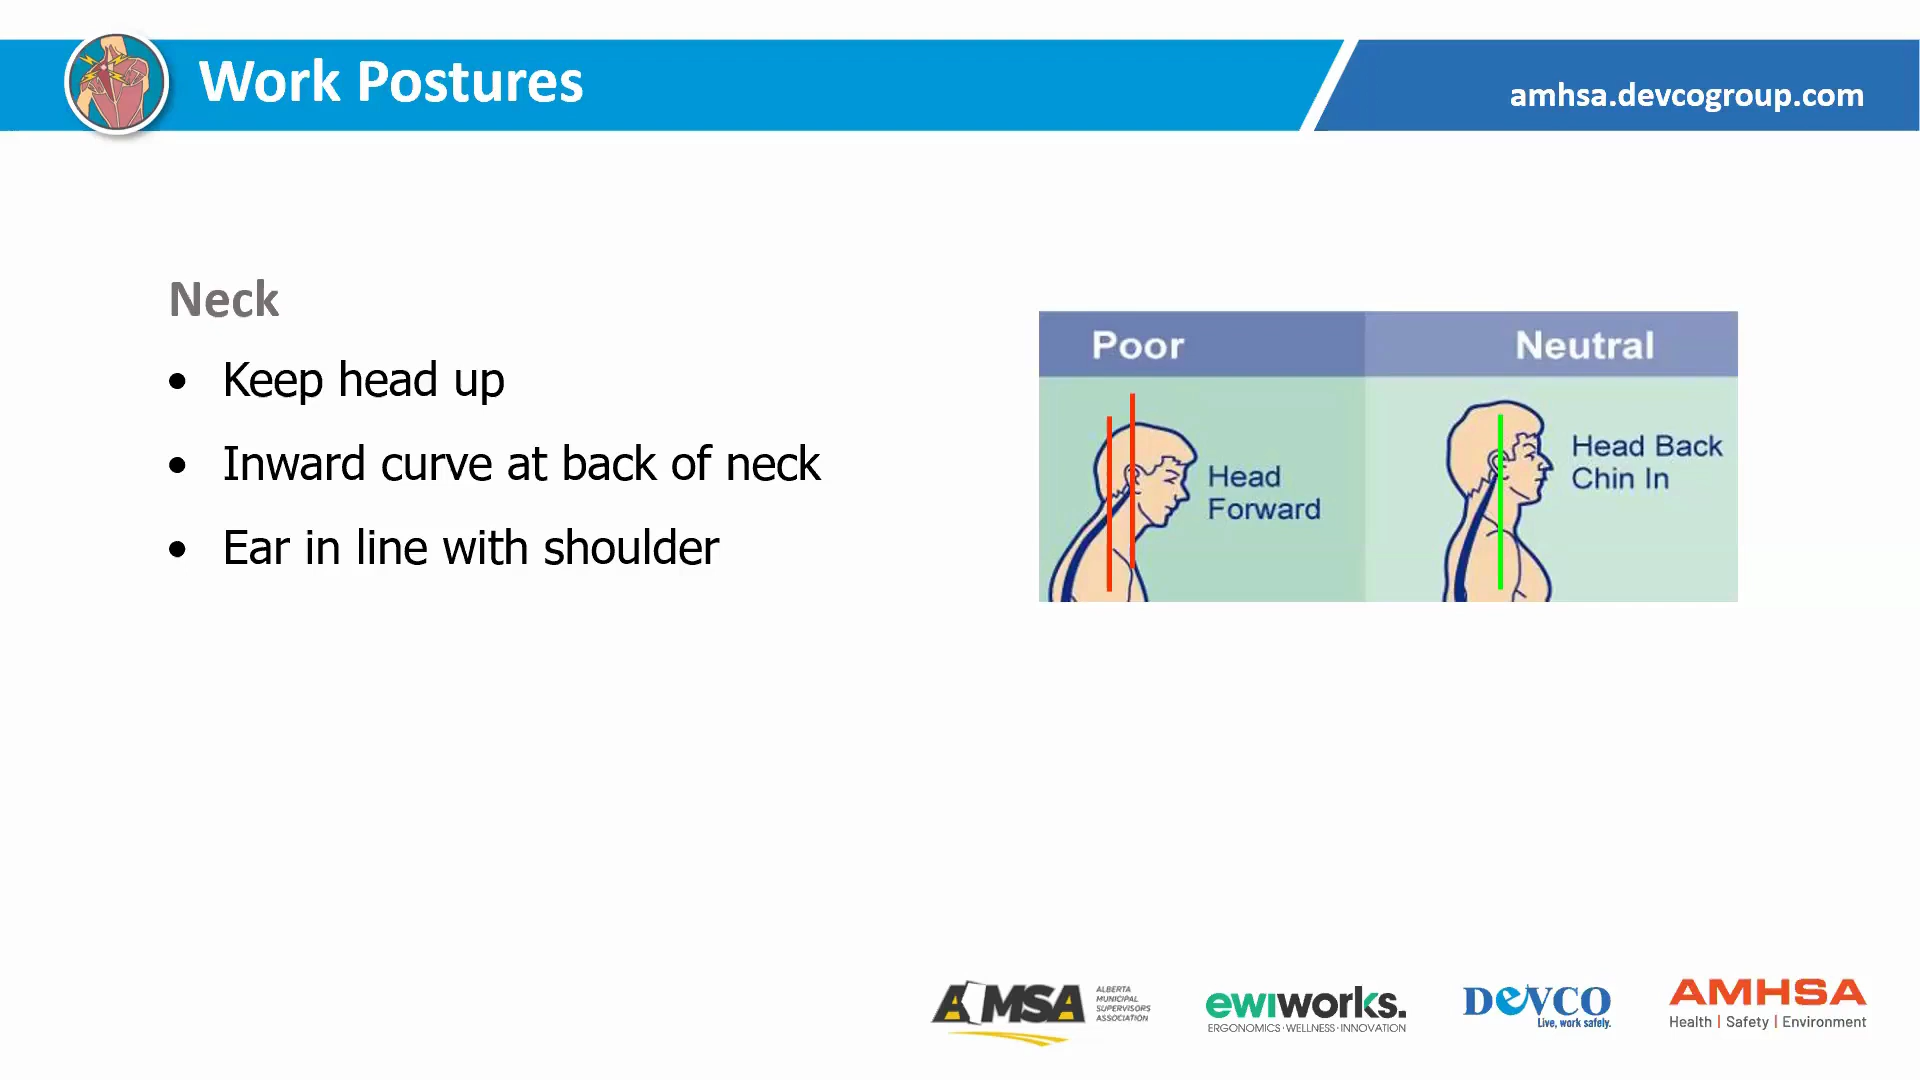 Work Postures
amhsa.devcogroup.com
Neck
• Keep head up
• Inward curve at back of neck
• Ear in line with shoulder
Poor
Neutral
Head
Forward
Head Back
Chin In
AMSA
ALBERTA
MUNICIPAL
SUPERVISORS
ASSOCIATION
ewiworks.
ERGONOMICS·WELLNESS·INNOVATION
DEVCO
Live, work safely.
AMHSA
Health | Safety | Environment